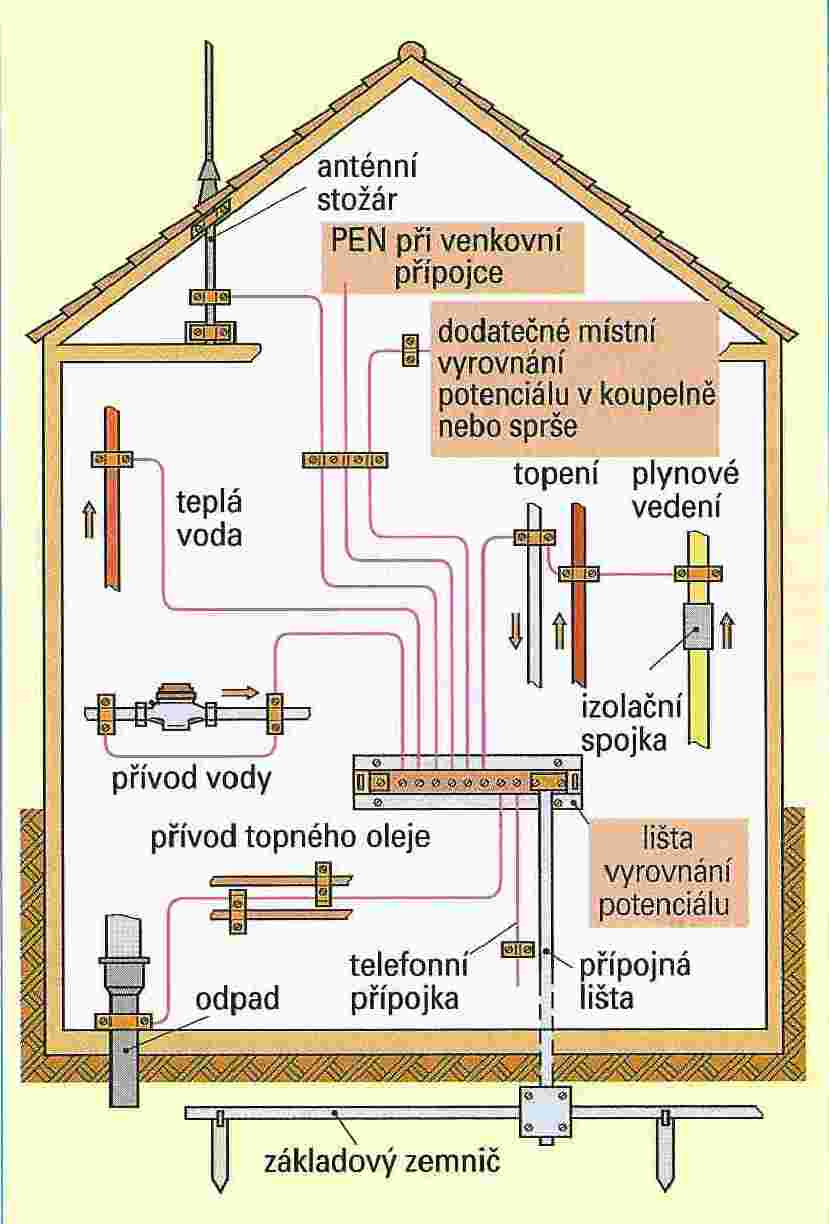 anténní
stožár
PEN při venkovní
přípojce
dodatečné místní
vyrovnání
potenciálu v koupelně
nebo sprše
topení
plynové
vedení
teplá
voda
izolační
spojka
přívod vody
přívod topného oleje
lišta
vyrovnání
potenciálu
telefonní
přípojka
přípojná
lišta
odpad
základový zemnič